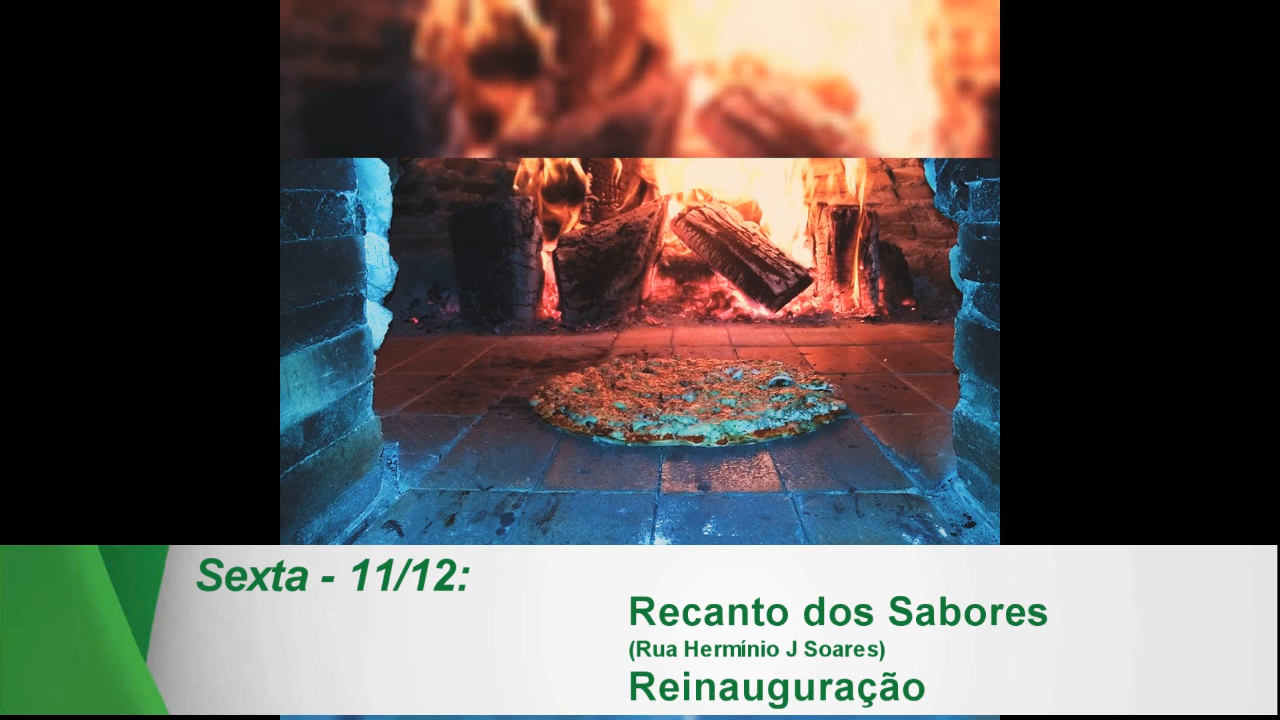 Sexta - 11/12:
Recanto dos Sabores
(Rua Hermínio J Soares)
Reinauguração